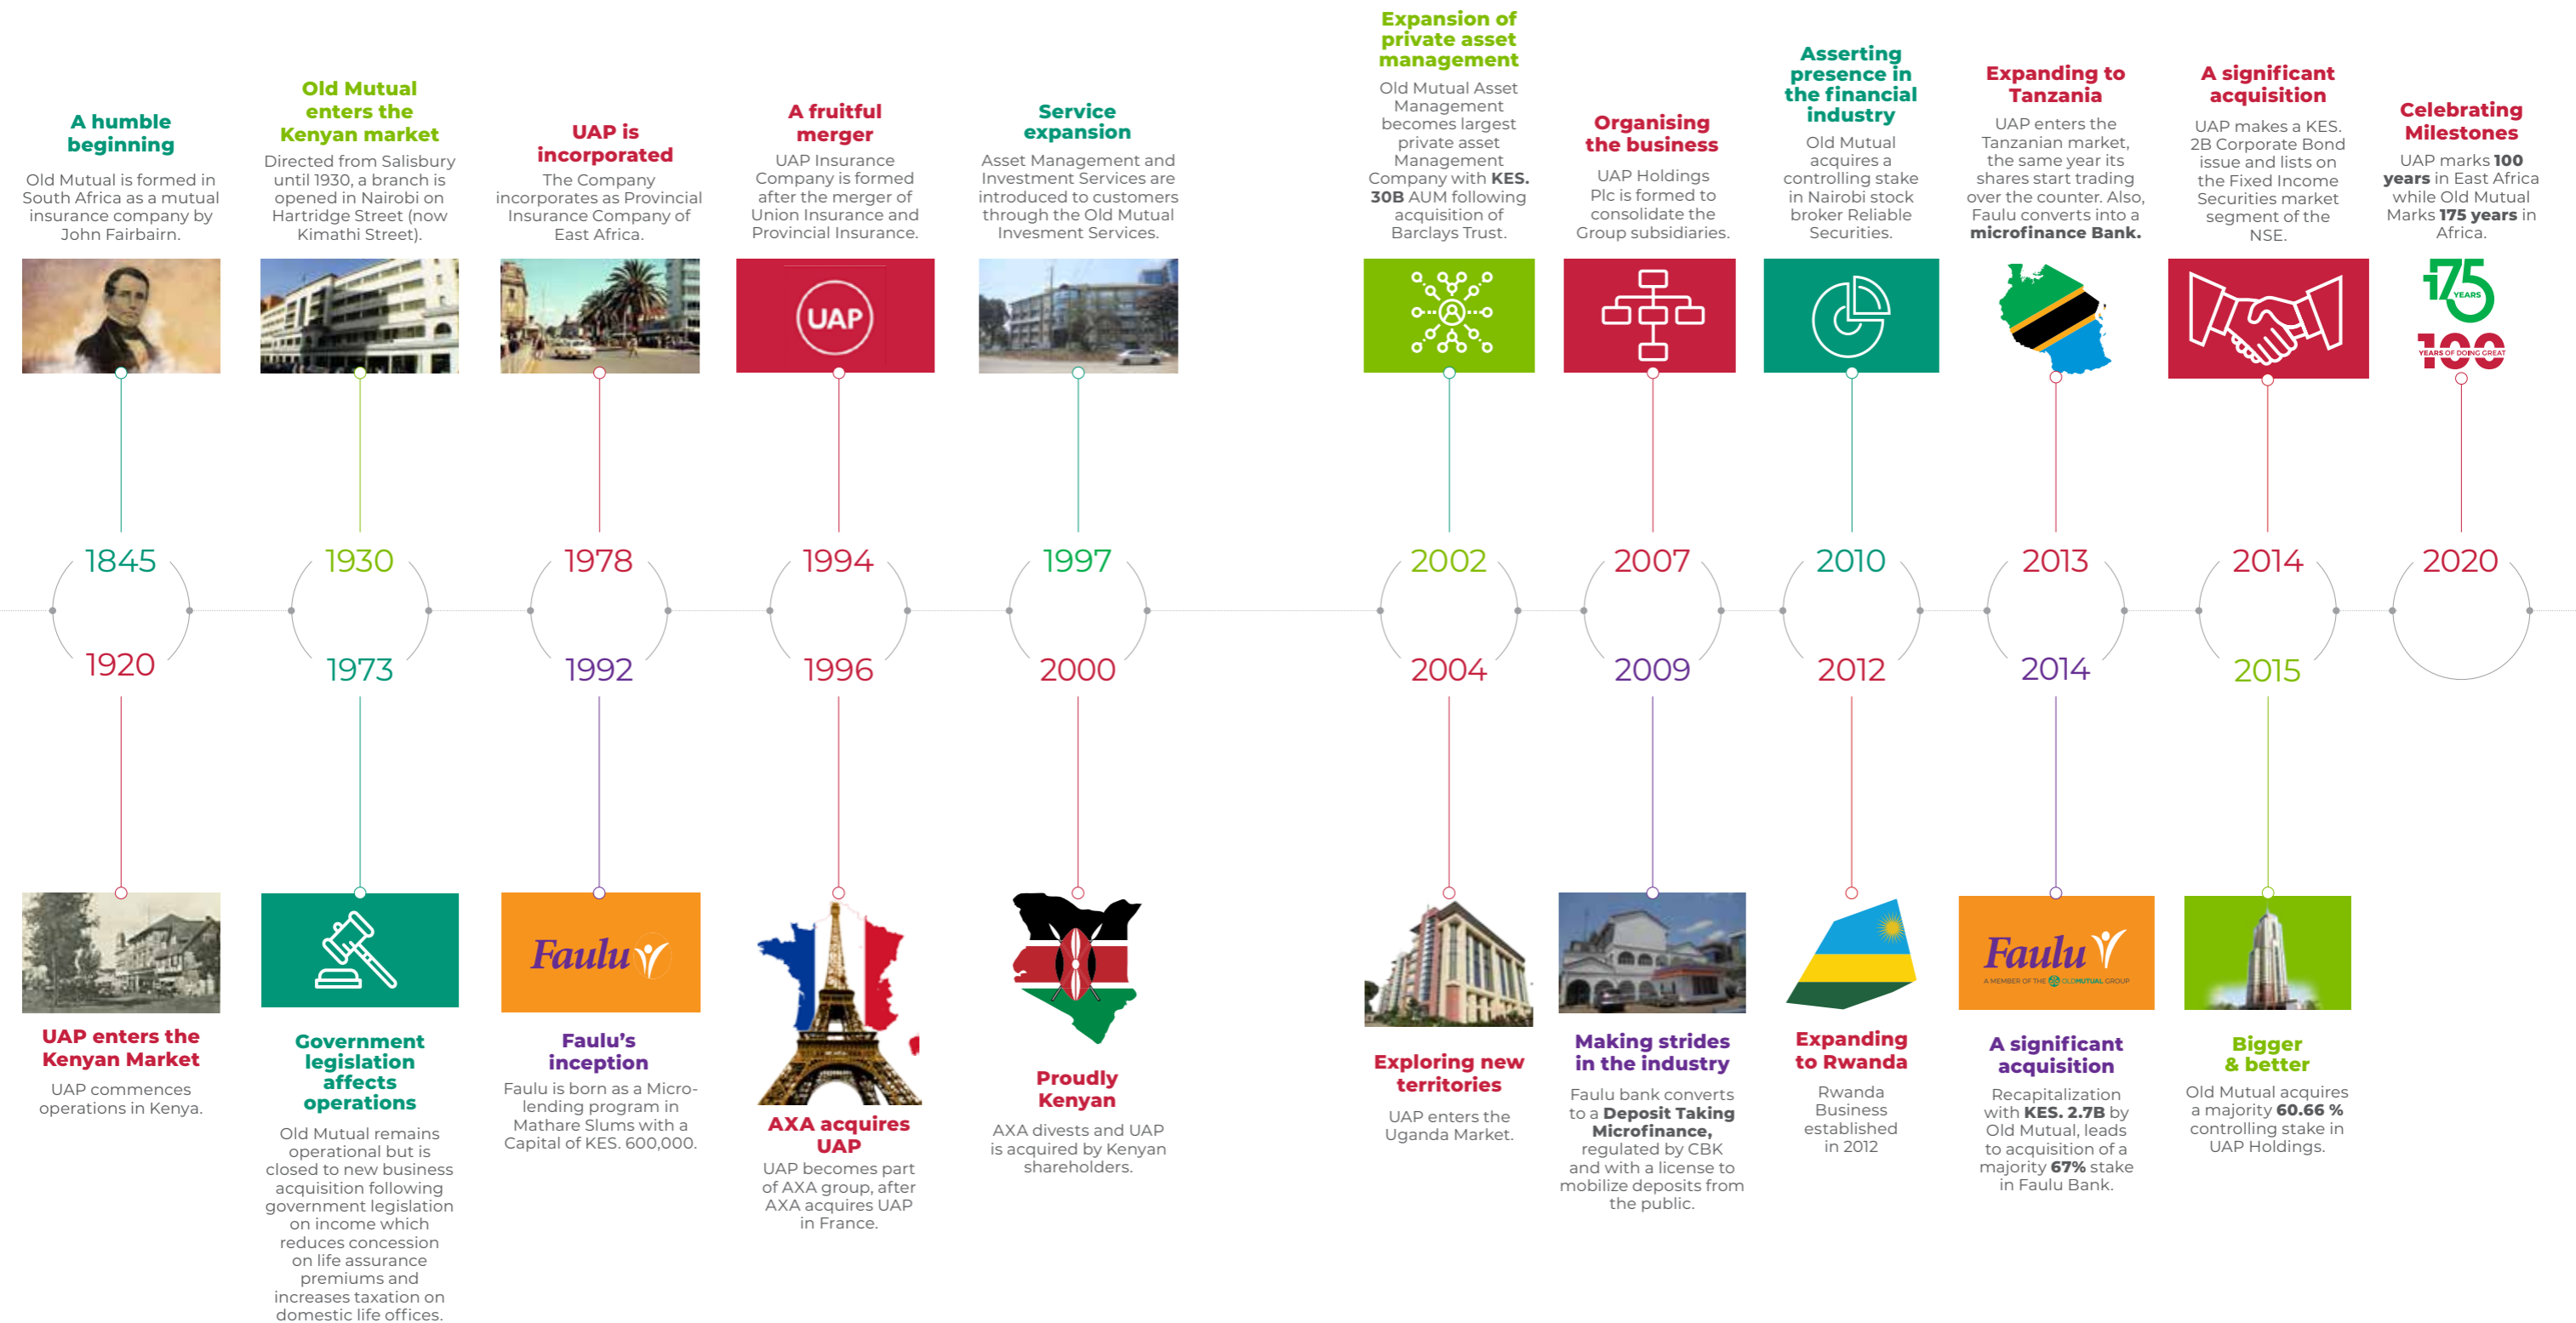 A humble
beginning
Old Mutual is formed in
South Africa as a mutual
insurance company by
John Fairbairn.
1845
Old Mutual
enters the
Kenyan market
Directed from Salisbury
until 1930, a branch is
opened in Nairobi on
Hartridge Street (now
Kimathi Street).
1930
UAP is
incorporated
The Company
incorporates as Provincial
Insurance Company of
East Africa.
1978
A fruitful
merger
UAP Insurance
Company is formed
after the merger of
Union Insurance and
Provincial Insurance.
UAP
1994
Service
expansion
Asset Management and
Investment Services are
introduced to customers
through the Old Mutual
Invesment Services.
1997
Expansion of
private asset
management
Old Mutual Asset
Management
becomes largest
private asset
Management
Company with KES.
30B AUM following
acquisition of
Barclays Trust.
2002
Organising
the business
UAP Holdings
Plc is formed to
consolidate the
Group subsidiaries.
2007
Asserting
presence in
the financial
industry
Old Mutual
acquires a
controlling stake
in Nairobi stock
broker Reliable
Securities.
2010
Expanding to
Tanzania
UAP enters the
Tanzanian market,
the same year its
shares start trading
over the counter. Also,
Faulu converts into a
microfinance Bank.
2013
A significant
acquisition
UAP makes a KES.
2B Corporate Bond
issue and lists on
the Fixed Income
Securities market
segment of the
NSE.
2014
Celebrating
Milestones
UAP marks 100
years in East Africa
while Old Mutual
Marks 175 years in
Africa.
175
YEARS
100
YEARS OF DOING GREAT
2020
1920
UAP enters the
Kenyan Market
UAP commences
operations in Kenya.
1973
Government
legislation
affects
operations
Old Mutual remains
operational but is
closed to new business
acquisition following
government legislation
on income which
reduces concession
on life assurance
premiums and
increases taxation on
domestic life offices.
1992
Faulu
Faulu's
inception
Faulu is born as a Micro-
lending program in
Mathare Slums with a
Capital of KES. 600,000.
1996
AXA acquires
UAP
UAP becomes part
of AXA group, after
AXA acquires UAP
in France.
2000
Proudly
Kenyan
AXA divests and UAP
is acquired by Kenyan
shareholders.
2004
Exploring new
territories
UAP enters the
Uganda Market.
2009
Making strides
in the industry
Faulu bank converts
to a Deposit Taking
Microfinance,
regulated by CBK
and with a license to
mobilize deposits from
the public.
2012
Expanding
to Rwanda
Rwanda
Business
established
in 2012
2014
Faulu
A MEMBER OF THE OLDMUTUAL GROUP
A significant
acquisition
Recapitalization
with KES. 2.7B by
Old Mutual, leads
to acquisition of a
majority 67% stake
in Faulu Bank.
2015
Bigger
& better
Old Mutual acquires
a majority 60.66 %
controlling stake in
UAP Holdings.